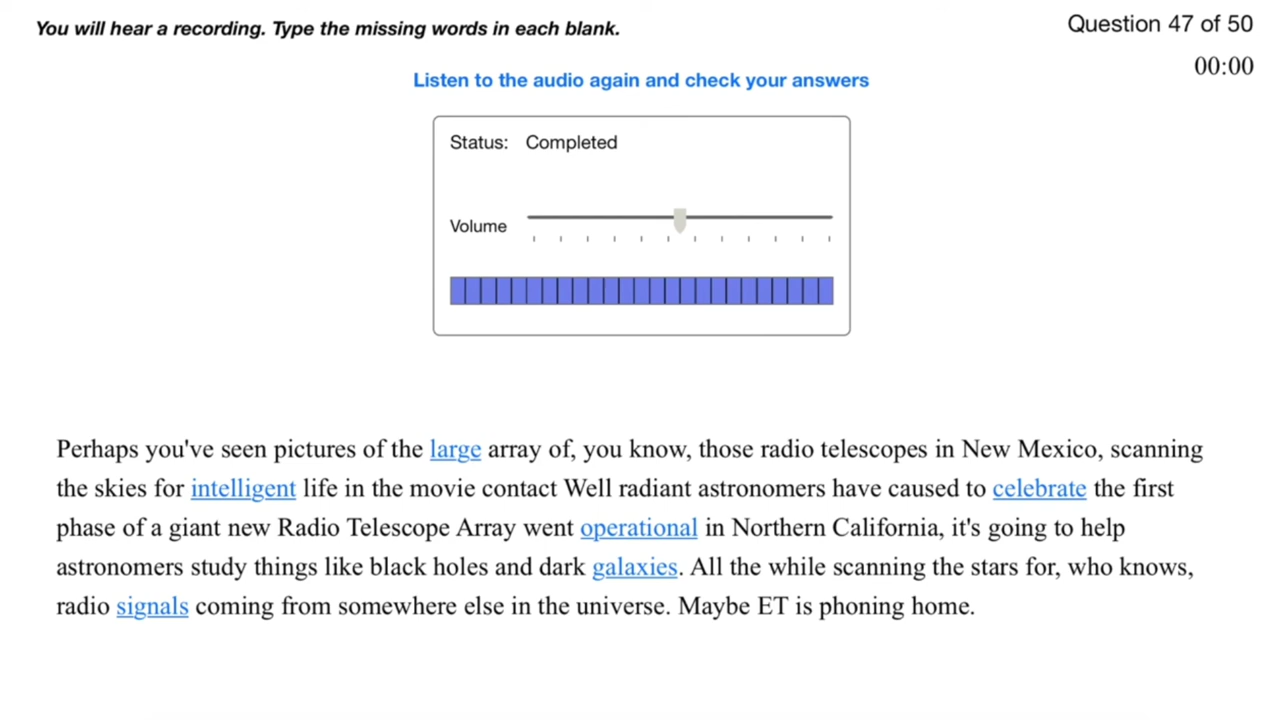 You will hear a recording. Type the missing words in each blank.
Question 47 of 50
00:00
Listen to the audio again and check your answers
Status: Completed
Volume
Perhaps you've seen pictures of the large array of, you know, those radio telescopes in New Mexico, scanning
the skies for intelligent life in the movie contact Well radiant astronomers have caused to celebrate the first
phase of a giant new Radio Telescope Array went operational in Northern California, it's going to help
astronomers study things like black holes and dark galaxies. All the while scanning the stars for, who knows,
radio signals coming from somewhere else in the universe. Maybe ET is phoning home.